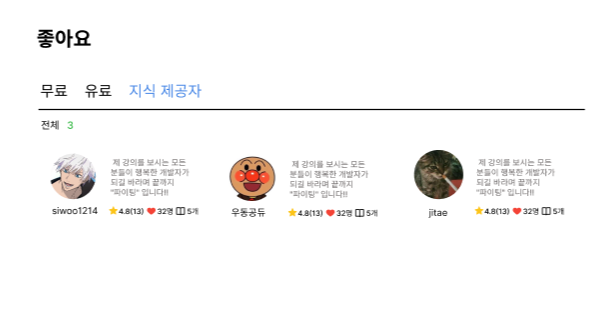 좋아요
무료 유료 지식 제공자
전체 3
제 강의를 보시는 모든
분들이 행복한 개발자가
되길 바라며 끝까지
"파이팅" 입니다!!
siwoo1214 4.8(13) 32명 5개
제 강의를 보시는 모든
분들이 행복한 개발자가
되길 바라며 끝까지
"파이팅" 입니다!!
우동공듀 4.8(13) 32명 5개
제 강의를 보시는 모든
분들이 행복한 개발자가
되길 바라며 끝까지
"파이팅" 입니다!!
jitae 4.8(13) 32명 5개